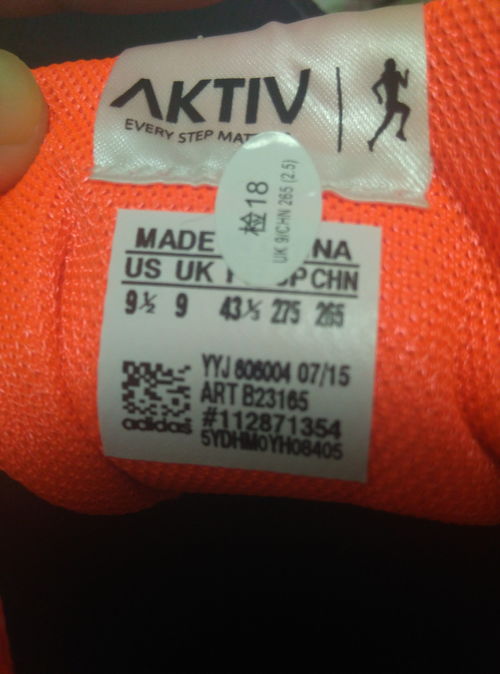 AKTIV
EVERY STEP
检18
UK 9/CHN 265 (2.5)
MADE NA
US UK CHN
9½ 9 43⅓ 275 265
YYJ 606004 07/15
ART B23165
#112871354
5YDHM0YH08405
adidas